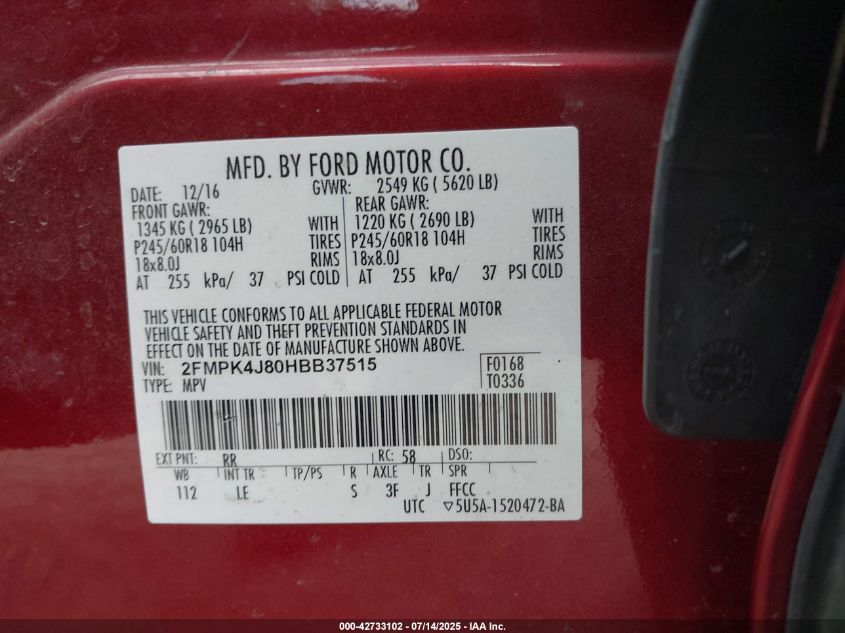 MFD. BY FORD MOTOR CO.
DATE: 12/16 GVWR: 2549 KG ( 5620 LB)
FRONT GAWR: REAR GAWR:
1345 KG ( 2965 LB) WITH 1220 KG ( 2690 LB) WITH
P245/60R18 104H TIRES P245/60R18 104H TIRES
18x8.0J RIMS 18x8.0J RIMS
AT 255 kPa/ 37 PSI COLD AT 255 kPa/ 37 PSI COLD
THIS VEHICLE CONFORMS TO ALL APPLICABLE FEDERAL MOTOR
VEHICLE SAFETY AND THEFT PREVENTION STANDARDS IN
EFFECT ON THE DATE OF MANUFACTURE SHOWN ABOVE.
VIN: 2FMPK4J80HBB37515 F0168
TYPE: MPV T0336
EXT PNT: RR RC: 58 DSO:
WB INT TR TP/PS R AXLE TR SPR
112 LE S 3F J FFCC
UTC ▽5U5A-1520472-BA
000-42733102 - 07/14/2025 - IAA Inc.